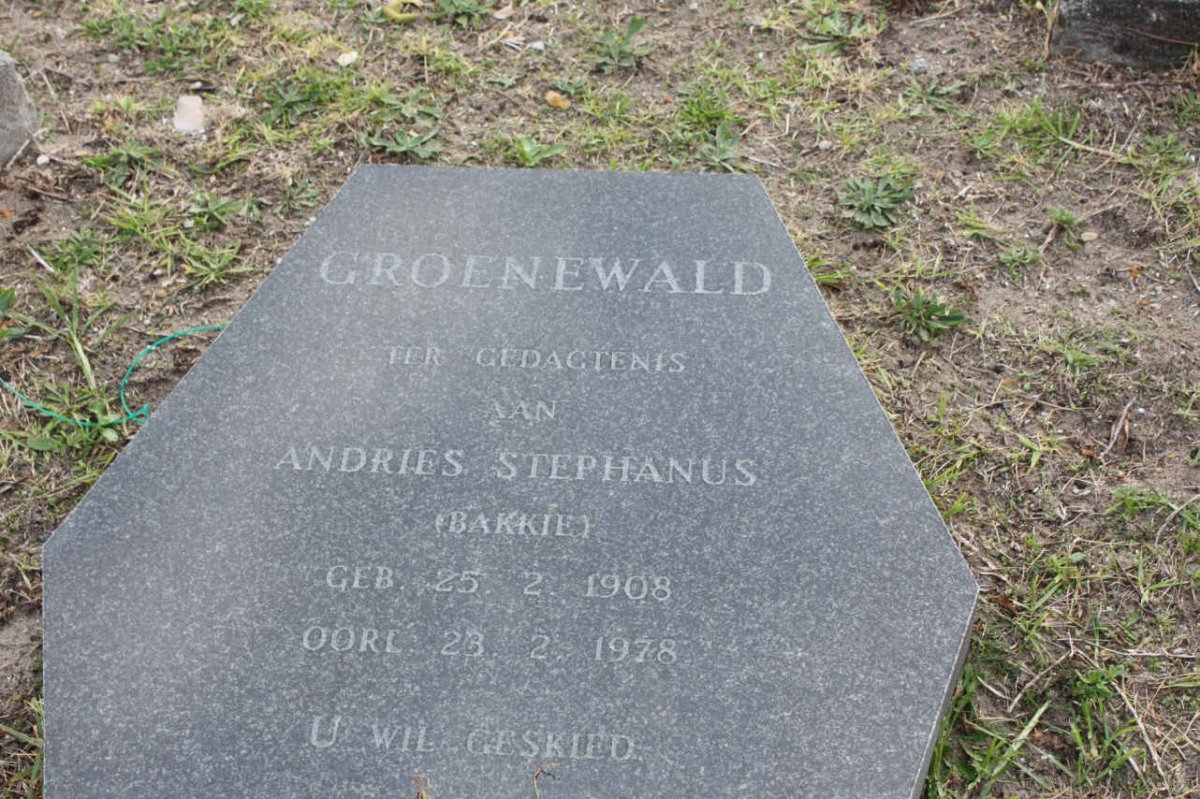 GROENEWALD
TER GEDAGTENIS
AAN
ANDRIES STEPHANUS
(BAKKIE)
GEB. 25. 2. 1908
OORL 23 2. 1978
U WIL GESKIED